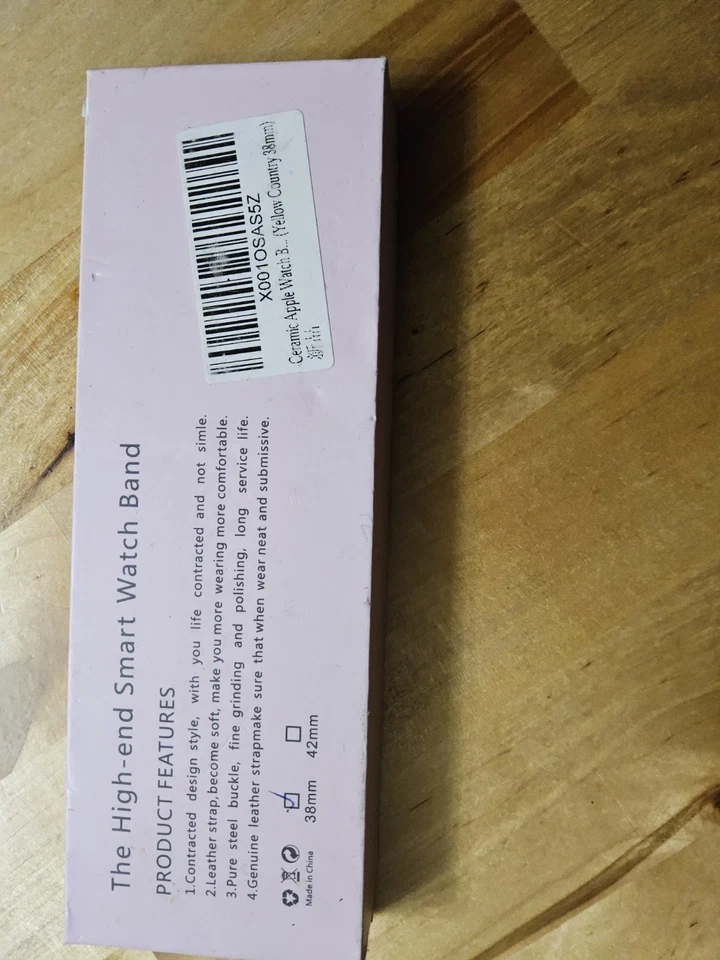 The High-end Smart Watch Band
PRODUCT FEATURES
1.Contracted design style, with you life contracted and not simle.
2.Leather strap,become soft, make you more wearing more comfortable.
3.Pure steel buckle, fine grinding and polishing, long service life.
4.Genuine leather strapmake sure that when wear neat and submissive.
38mm
42mm
Made in China
X001OSAS5Z
Ceramic Apple Watch B... (Yellow Country 38mm)
新品